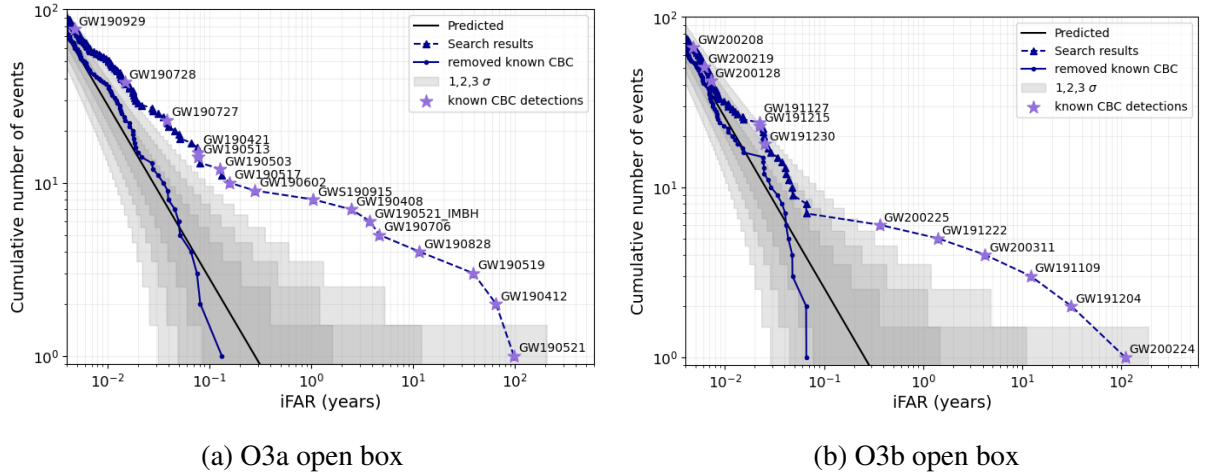 Cumulative number of events
10²
10¹
10⁰
GW190929
GW190728
GW190727
GW190421
GW190513
GW190503
GW190517
GW190602
GWS190915
GW190408
GW190521_IMBH
GW190706
GW190828
GW190519
GW190412
GW190521
Predicted
Search results
removed known CBC
1,2,3 σ
known CBC detections
10⁻²
10⁻¹
10⁰
10¹
10²
iFAR (years)
(a) O3a open box
Cumulative number of events
10²
10¹
10⁰
GW200208
GW200219
GW200128
GW191127
GW191215
GW191230
GW200225
GW191222
GW200311
GW191109
GW191204
GW200224
Predicted
Search results
removed known CBC
1,2,3 σ
known CBC detections
10⁻²
10⁻¹
10⁰
10¹
10²
iFAR (years)
(b) O3b open box